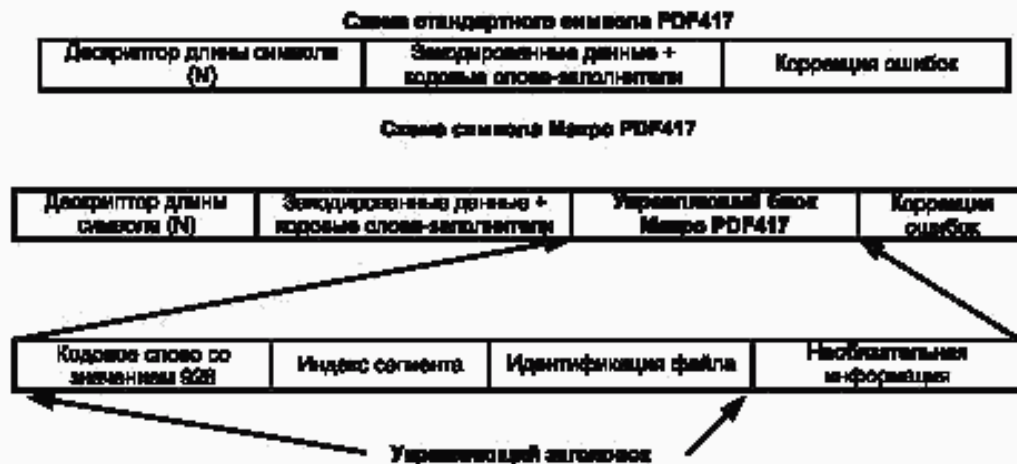 Схема стандартного символа PDF417
Дескриптор длины символа
(N)
Закодированные данные +
кодовые слова-заполнители
Коррекция ошибок
Схема символа Макро PDF417
Дескриптор длины
символа (N)
Закодированные данные +
кодовые слова-заполнители
Управляющий блок
Макро PDF417
Коррекция
ошибок
Кодовое слово со
значением 928
Индекс сегмента
Идентификация файла
Необязательная
информация
Управляющий заголовок